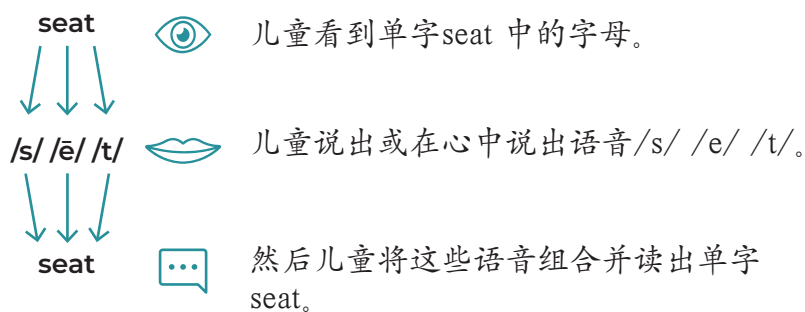 seat
儿童看到单字seat 中的字母。
/s/ /ē/ /t/
儿童说出或在心中说出语音/s/ /e/ /t/。
seat
然后儿童将这些语音组合并读出单字
seat。